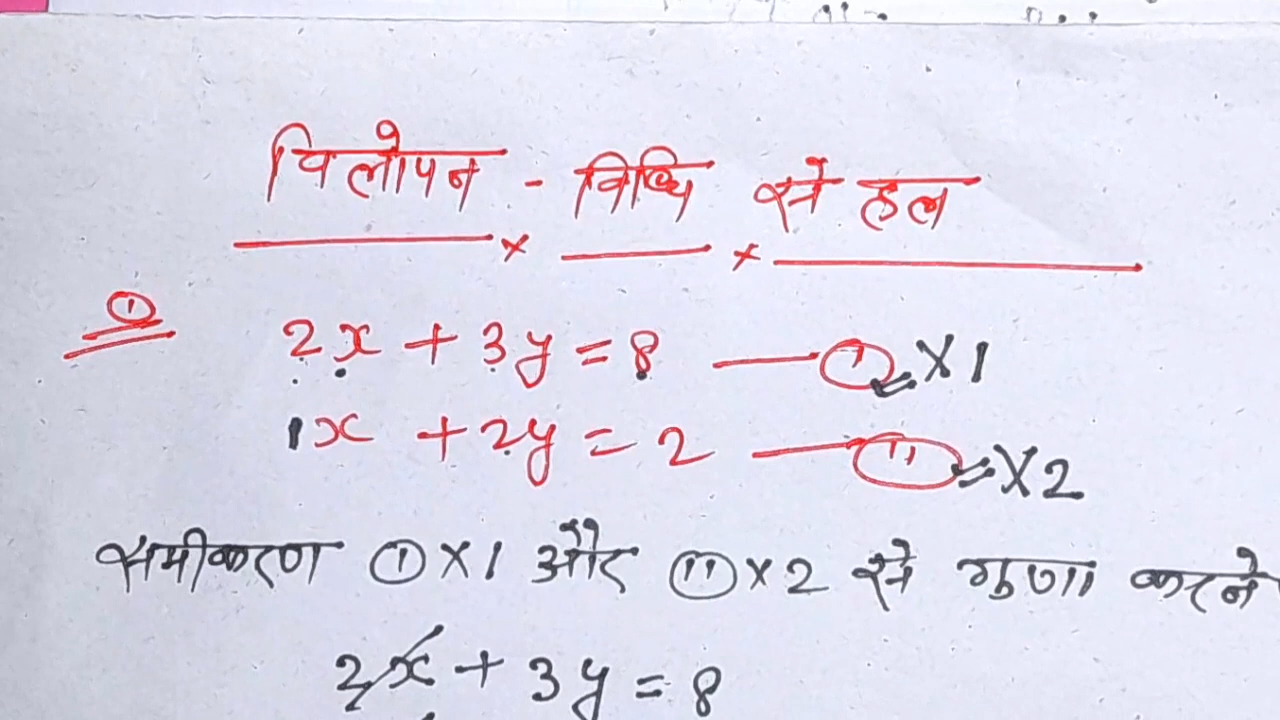 विलोपन - विधि से हल
① 2x + 3y = 8 — ① × 1
1x + 2y = 2 — ⑪ × 2
समीकरण ① × 1 और ⑪ × 2 से गुणा करने
2x + 3y = 8